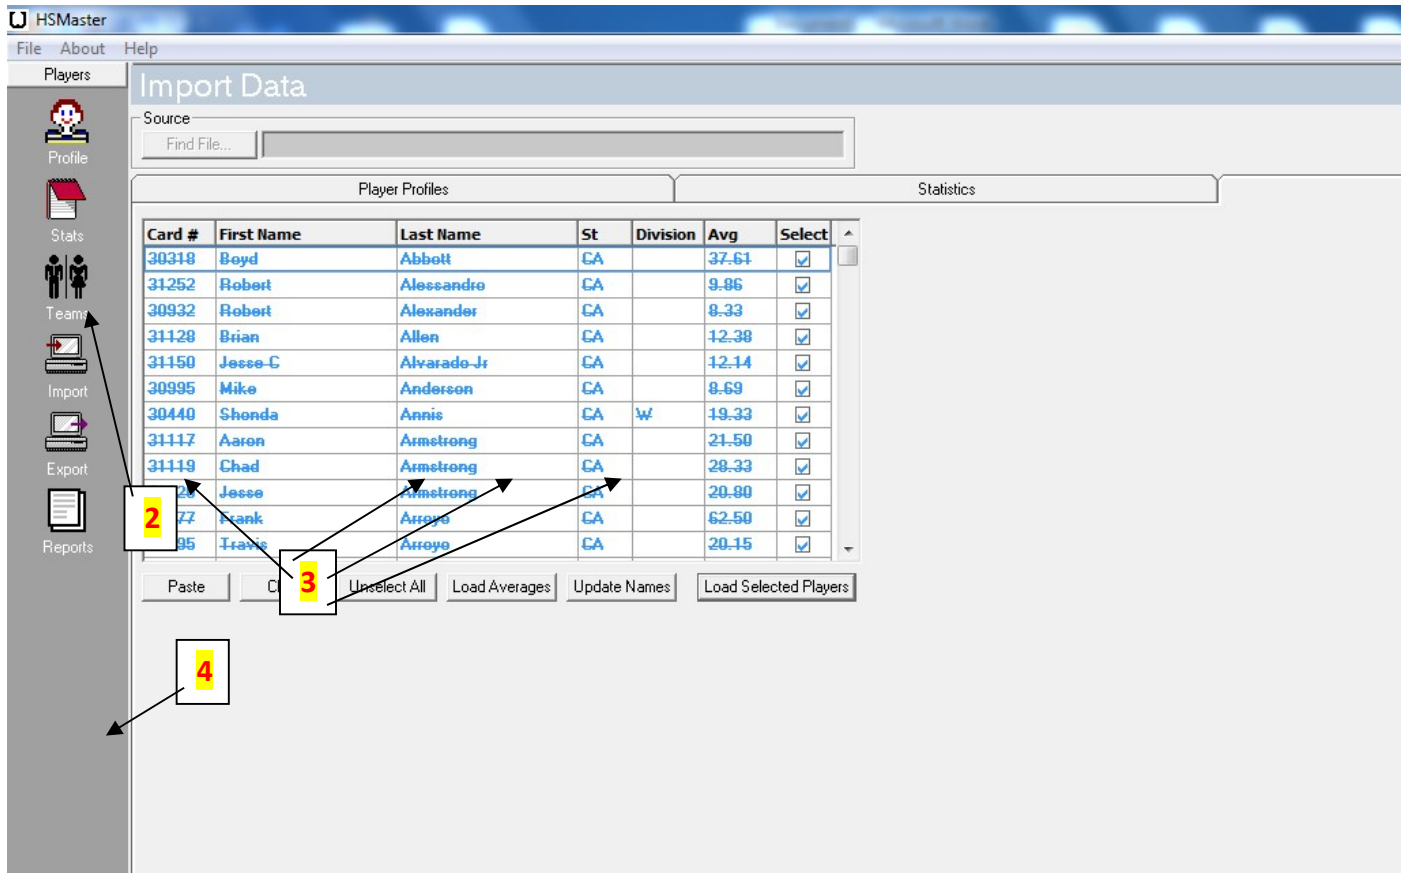 HSMaster
File About Help
Players
Import Data
Source
Find File...
Profile
Player Profiles Statistics
Stats
Card # First Name Last Name St Division Avg Select
30318 Boyd Abbott CA 37.61
31252 Robert Alessandro CA 9.86
30932 Robert Alexander CA 8.33
Teams
31128 Brian Allen CA 12.38
31150 Jesse C Alvarado Jr CA 12.14
30995 Mike Anderson CA 8.69
Import
30440 Shonda Annis CA W 19.33
31117 Aaron Armstrong CA 21.50
31119 Chad Armstrong CA 28.33
Export
Jesse Armstrong CA 20.80
2 77 Frank Arroyo CA 62.50
95 Travis Arroyo CA 20.15
Reports
Paste 3 Unselect All Load Averages Update Names Load Selected Players
4